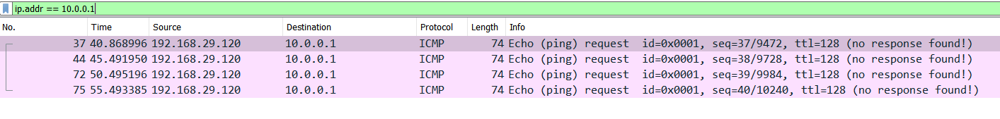 ip.addr == 10.0.0.1
No. Time Source Destination Protocol Length Info
37 40.868996 192.168.29.120 10.0.0.1 ICMP 74 Echo (ping) request id=0x0001, seq=37/9472, ttl=128 (no response found!)
44 45.491950 192.168.29.120 10.0.0.1 ICMP 74 Echo (ping) request id=0x0001, seq=38/9728, ttl=128 (no response found!)
72 50.495196 192.168.29.120 10.0.0.1 ICMP 74 Echo (ping) request id=0x0001, seq=39/9984, ttl=128 (no response found!)
75 55.493385 192.168.29.120 10.0.0.1 ICMP 74 Echo (ping) request id=0x0001, seq=40/10240, ttl=128 (no response found!)